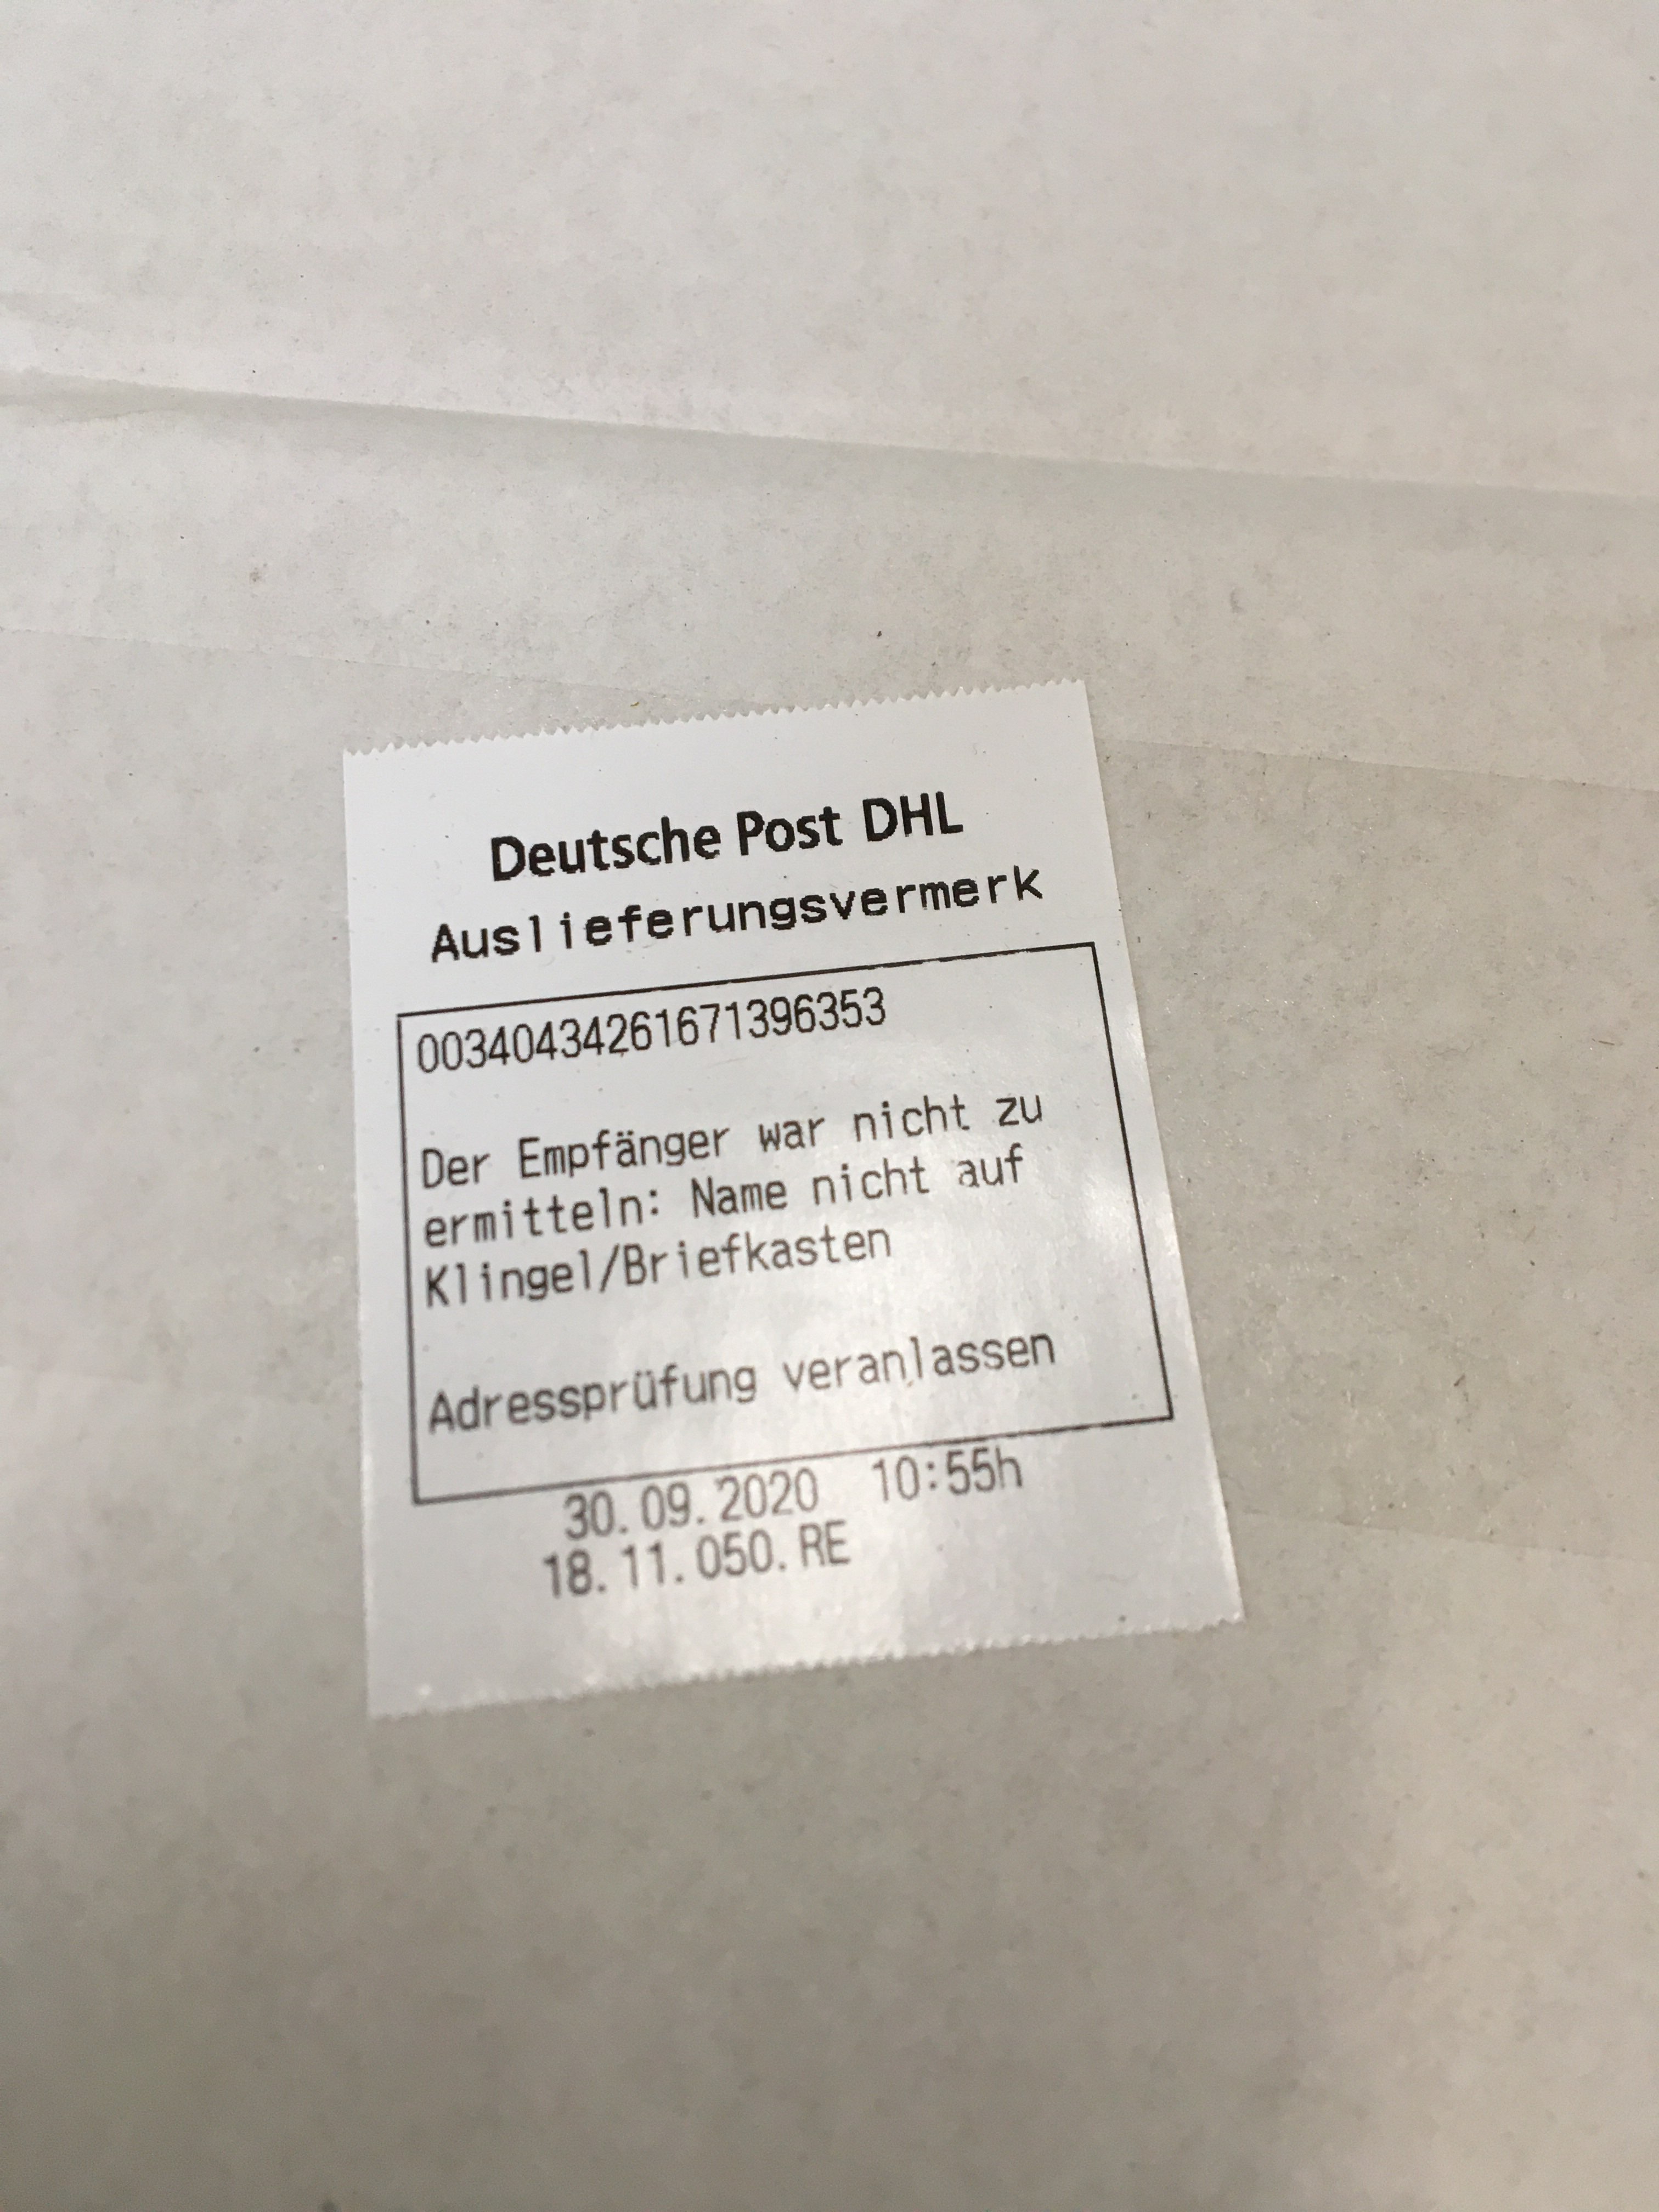 Deutsche Post DHL
Auslieferungsvermerk
00340434261671396353
Der Empfänger war nicht zu
ermitteln: Name nicht auf
Klingel/Briefkasten
Adressprüfung veranlassen
30.09.2020 10:55h
18.11.050.RE